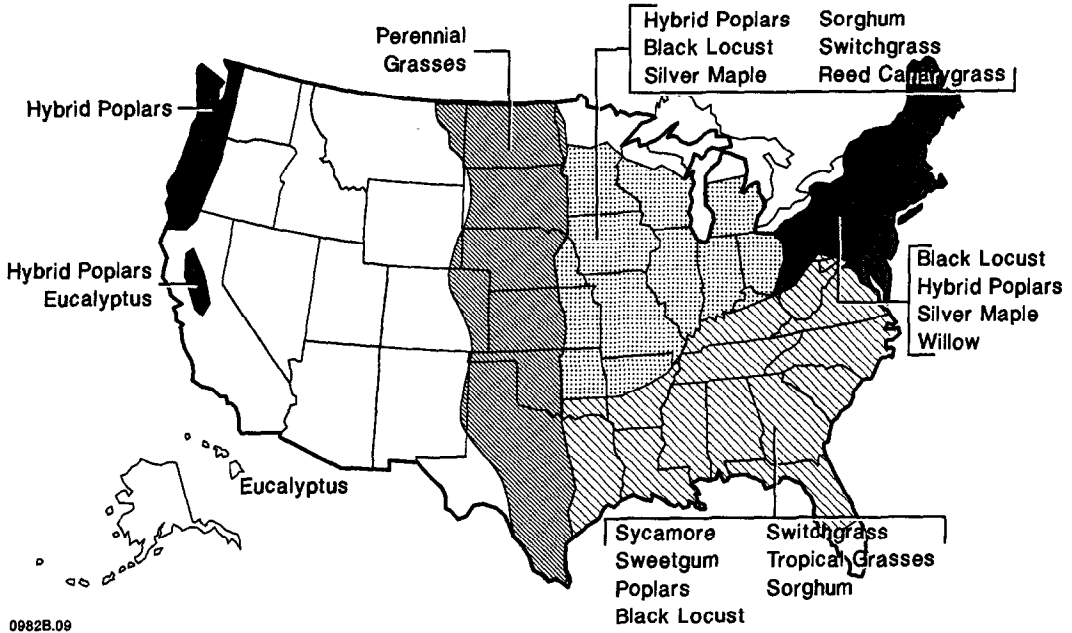 Hybrid Poplars Sorghum
Black Locust Switchgrass
Silver Maple Reed Canarygrass
Perennial
Grasses
Hybrid Poplars
Hybrid Poplars
Eucalyptus
Black Locust
Hybrid Poplars
Silver Maple
Willow
Eucalyptus
Sycamore Switchgrass
Sweetgum Tropical Grasses
Poplars Sorghum
Black Locust
0982B.09